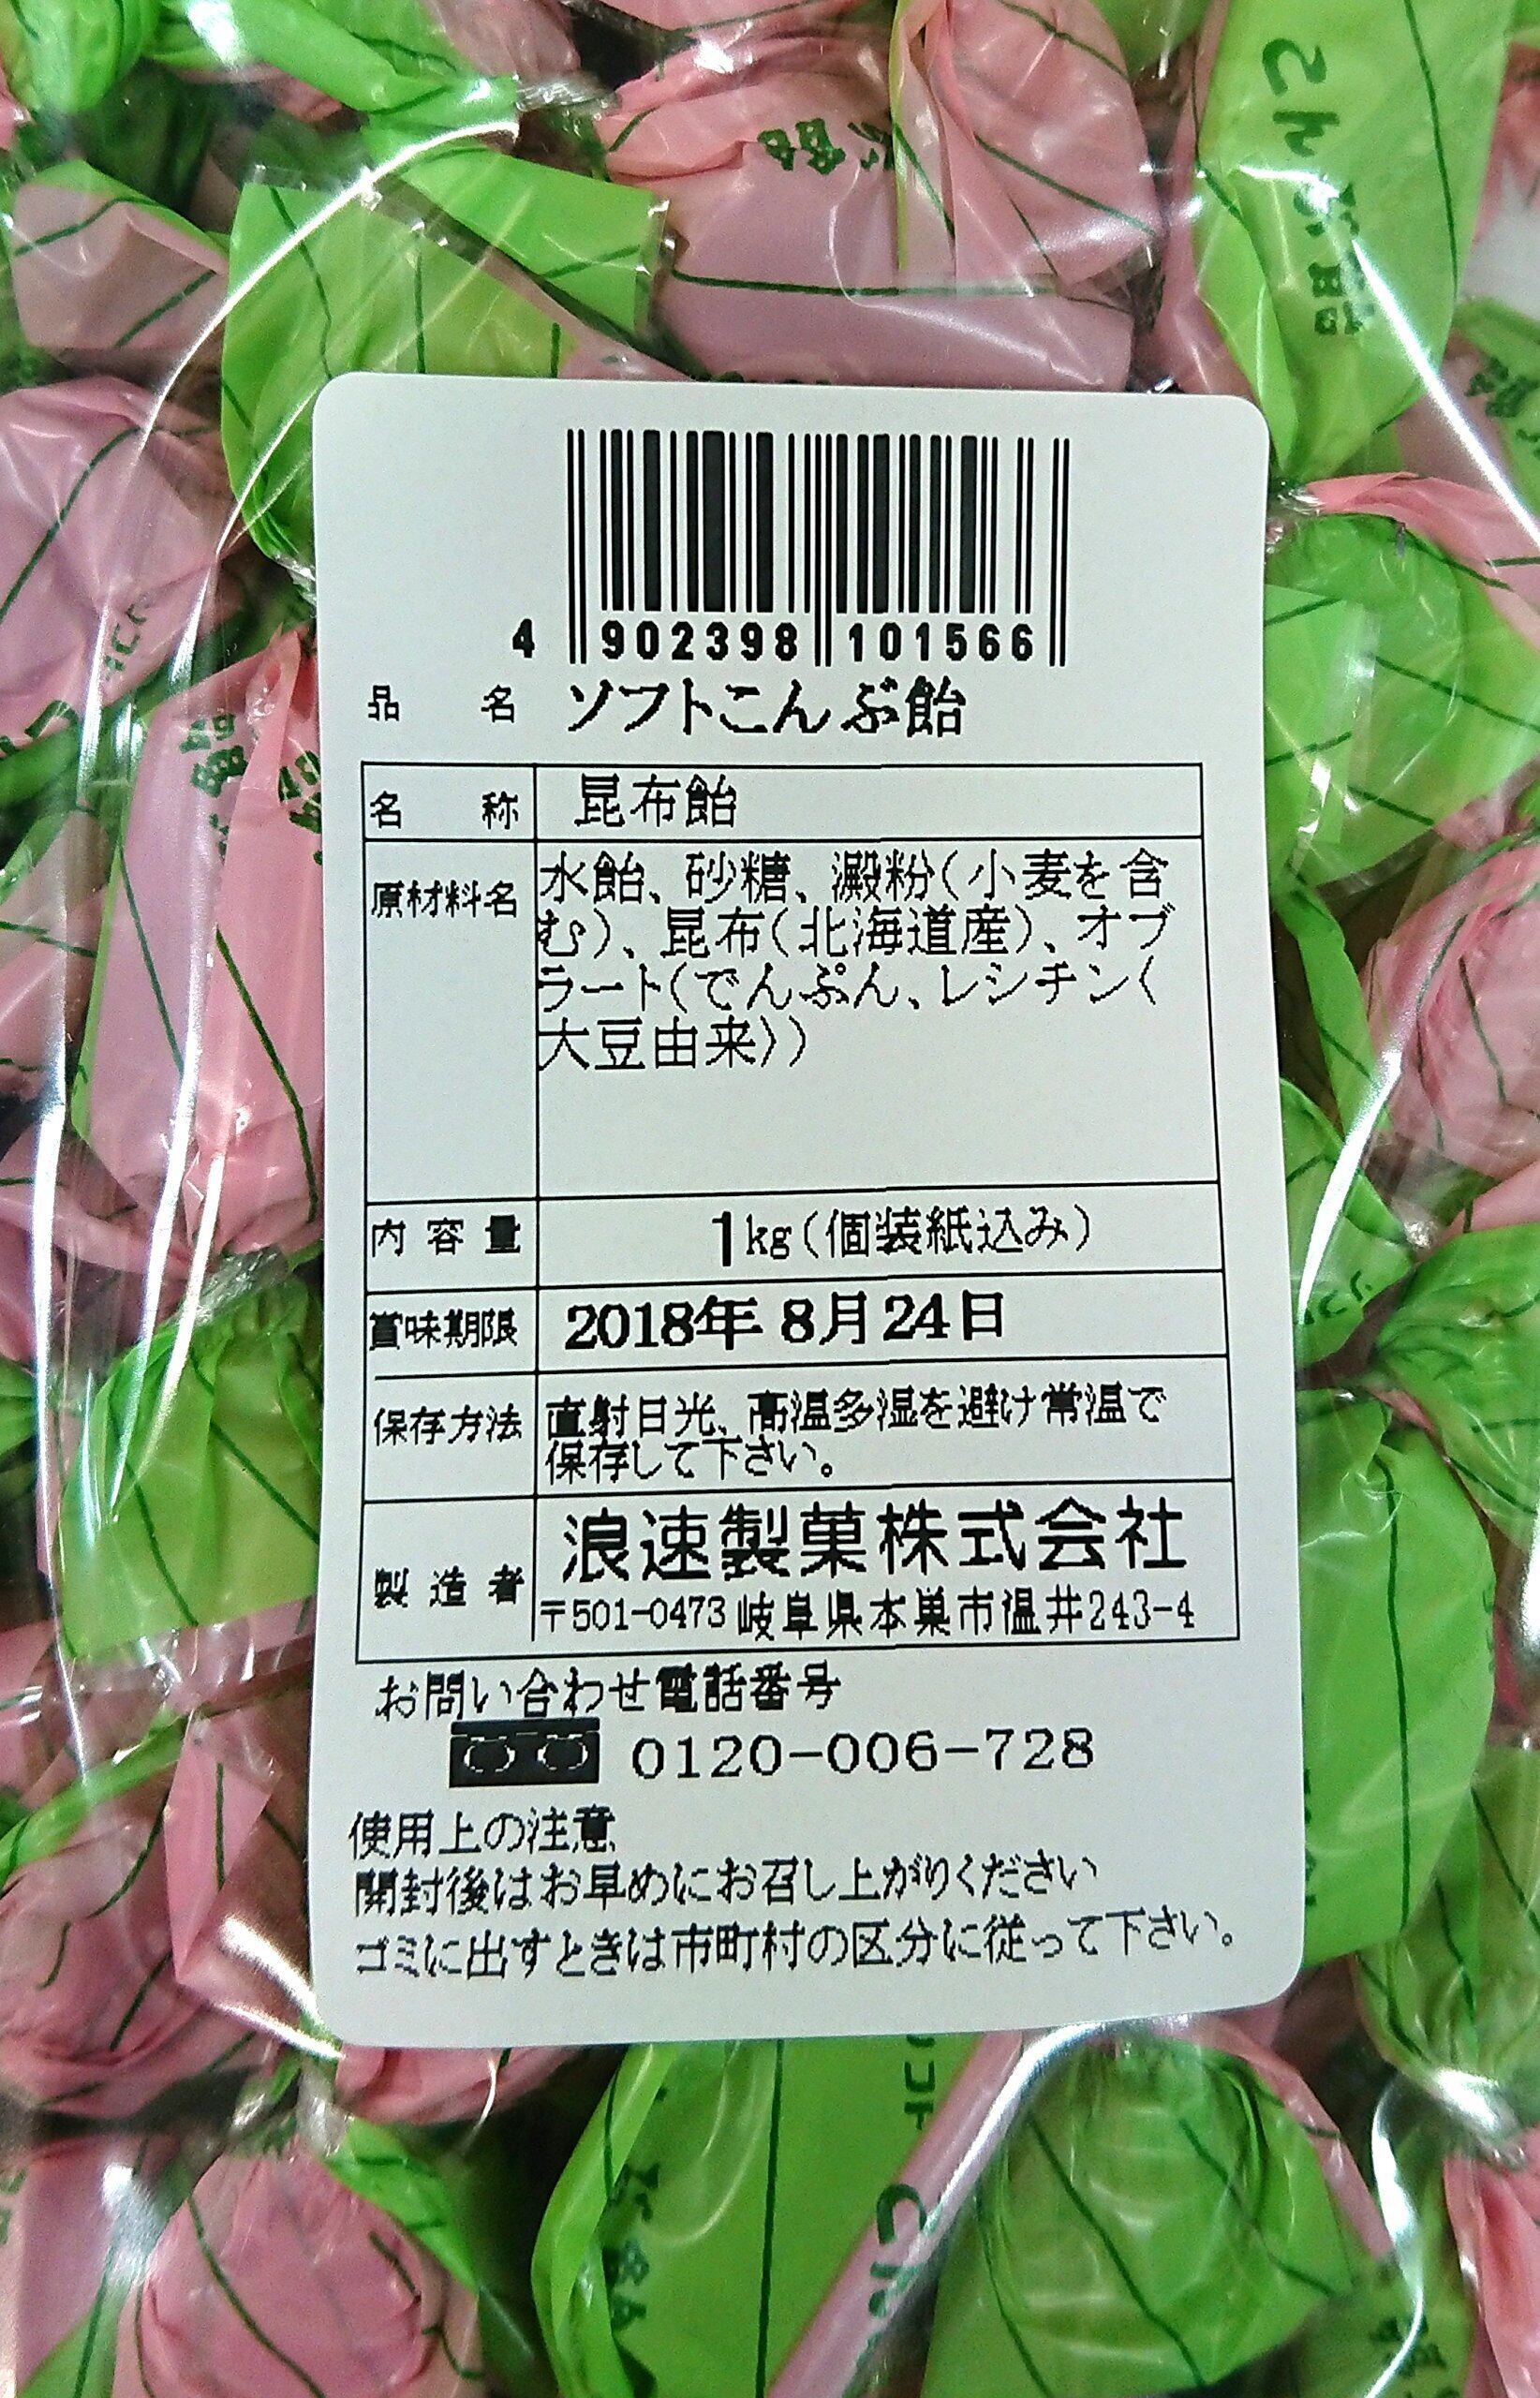 4 902398 101566
品名 ソフトこんぶ飴
名称 昆布飴
原材料名 水飴、砂糖、澱粉(小麦を含
む)、昆布(北海道産)、オブ
ラート(でんぷん、レシチン〈
大豆由来〉)
内容量 1kg(個装紙込み)
賞味期限 2018年 8月24日
保存方法 直射日光、高温多湿を避け常温で
保存して下さい。
製造者 浪速製菓株式会社
〒501-0473 岐阜県本巣市温井243-4
お問い合わせ電話番号
0120-006-728
使用上の注意
開封後はお早めにお召し上がりください
ゴミに出すときは市町村の区分に従って下さい。